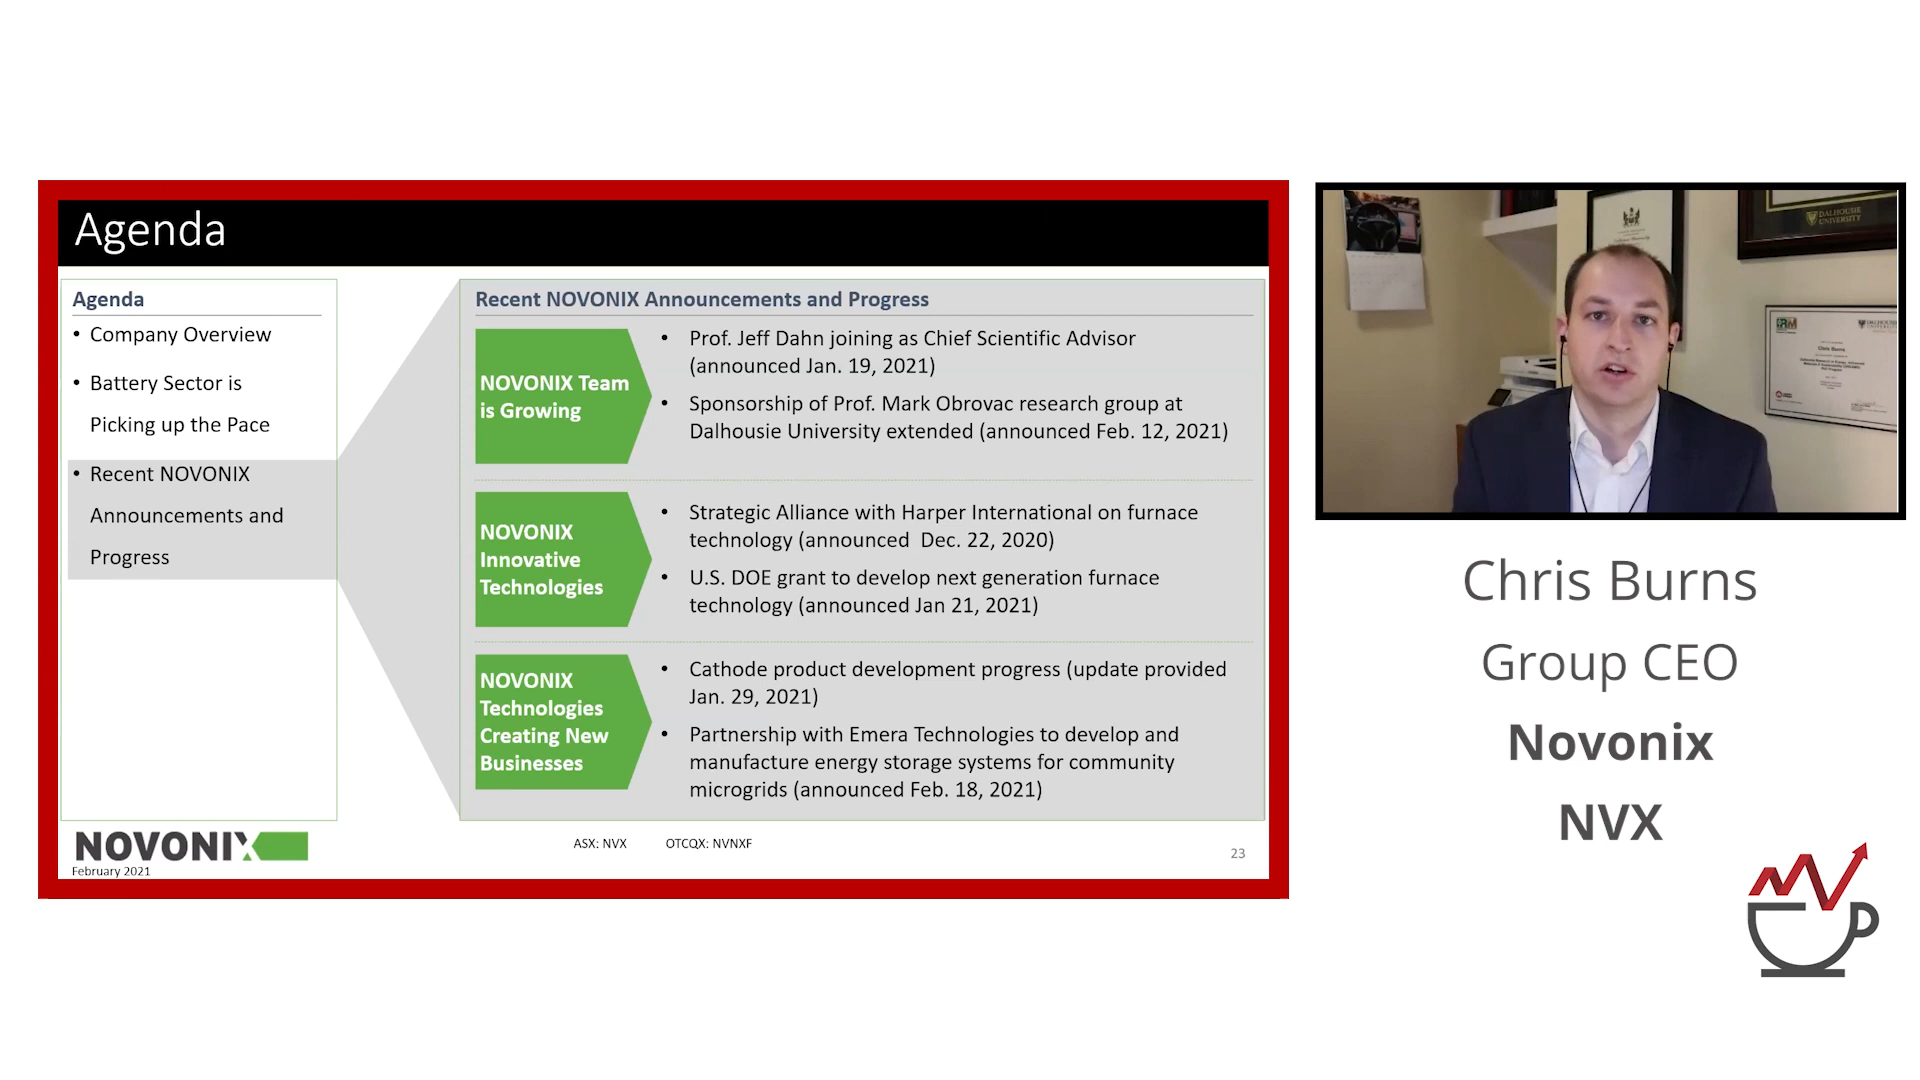 Agenda
Agenda
• Company Overview
• Battery Sector is
Picking up the Pace
• Recent NOVONIX
Announcements and
Progress
Recent NOVONIX Announcements and Progress
NOVONIX Team
is Growing
• Prof. Jeff Dahn joining as Chief Scientific Advisor
(announced Jan. 19, 2021)
• Sponsorship of Prof. Mark Obrovac research group at
Dalhousie University extended (announced Feb. 12, 2021)
NOVONIX
Innovative
Technologies
• Strategic Alliance with Harper International on furnace
technology (announced  Dec. 22, 2020)
• U.S. DOE grant to develop next generation furnace
technology (announced Jan 21, 2021)
NOVONIX
Technologies
Creating New
Businesses
• Cathode product development progress (update provided
Jan. 29, 2021)
• Partnership with Emera Technologies to develop and
manufacture energy storage systems for community
microgrids (announced Feb. 18, 2021)
NOVONIX
February 2021
ASX: NVX OTCQX: NVNXF
23
DALHOUSIE
UNIVERSITY
Chris Burns
Chris Burns
Group CEO
Novonix
NVX